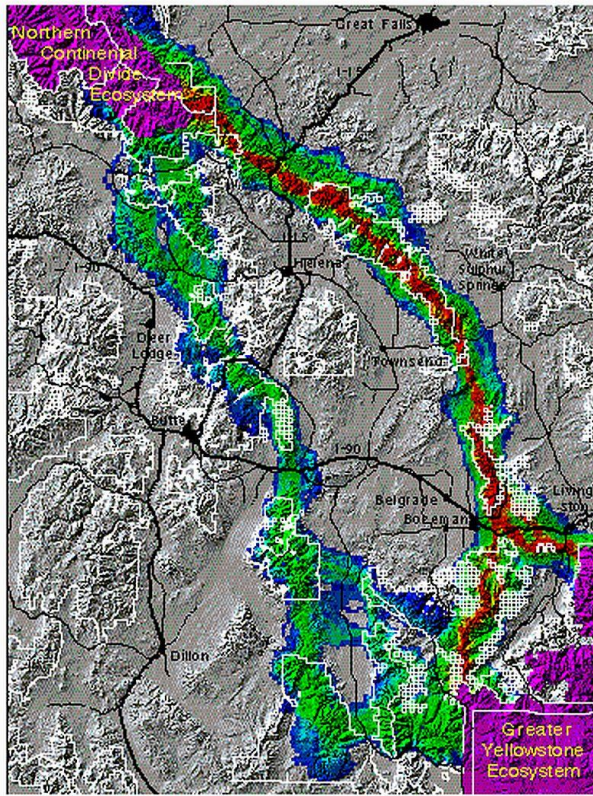 Great Falls
Northern
Continental
Divide
Ecosystem
I-15
White
Sulphur
Springs
I-90
Helena
Deer
Lodge
Townsend
Butte
I-90
Belgrade
Bozeman
Living
ston
Dillon
Greater
Yellowstone
Ecosystem